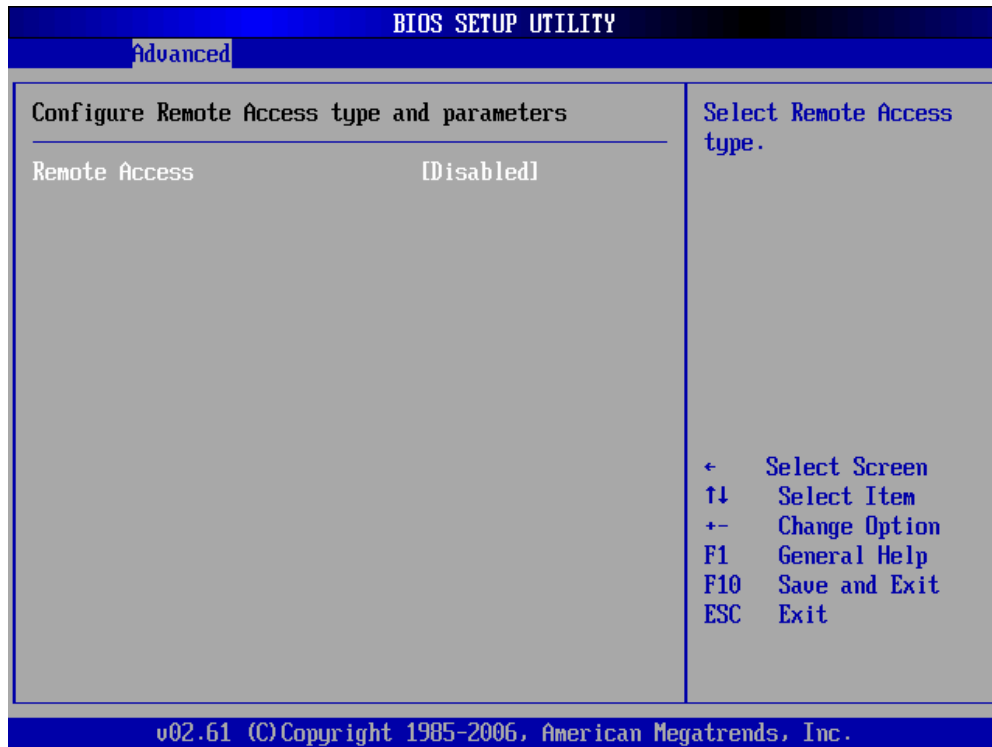 BIOS SETUP UTILITY
Advanced
Configure Remote Access type and parameters
Remote Access [Disabled]
Select Remote Access
type.
← Select Screen
↑↓ Select Item
+- Change Option
F1 General Help
F10 Save and Exit
ESC Exit
v02.61 (C)Copyright 1985-2006, American Megatrends, Inc.